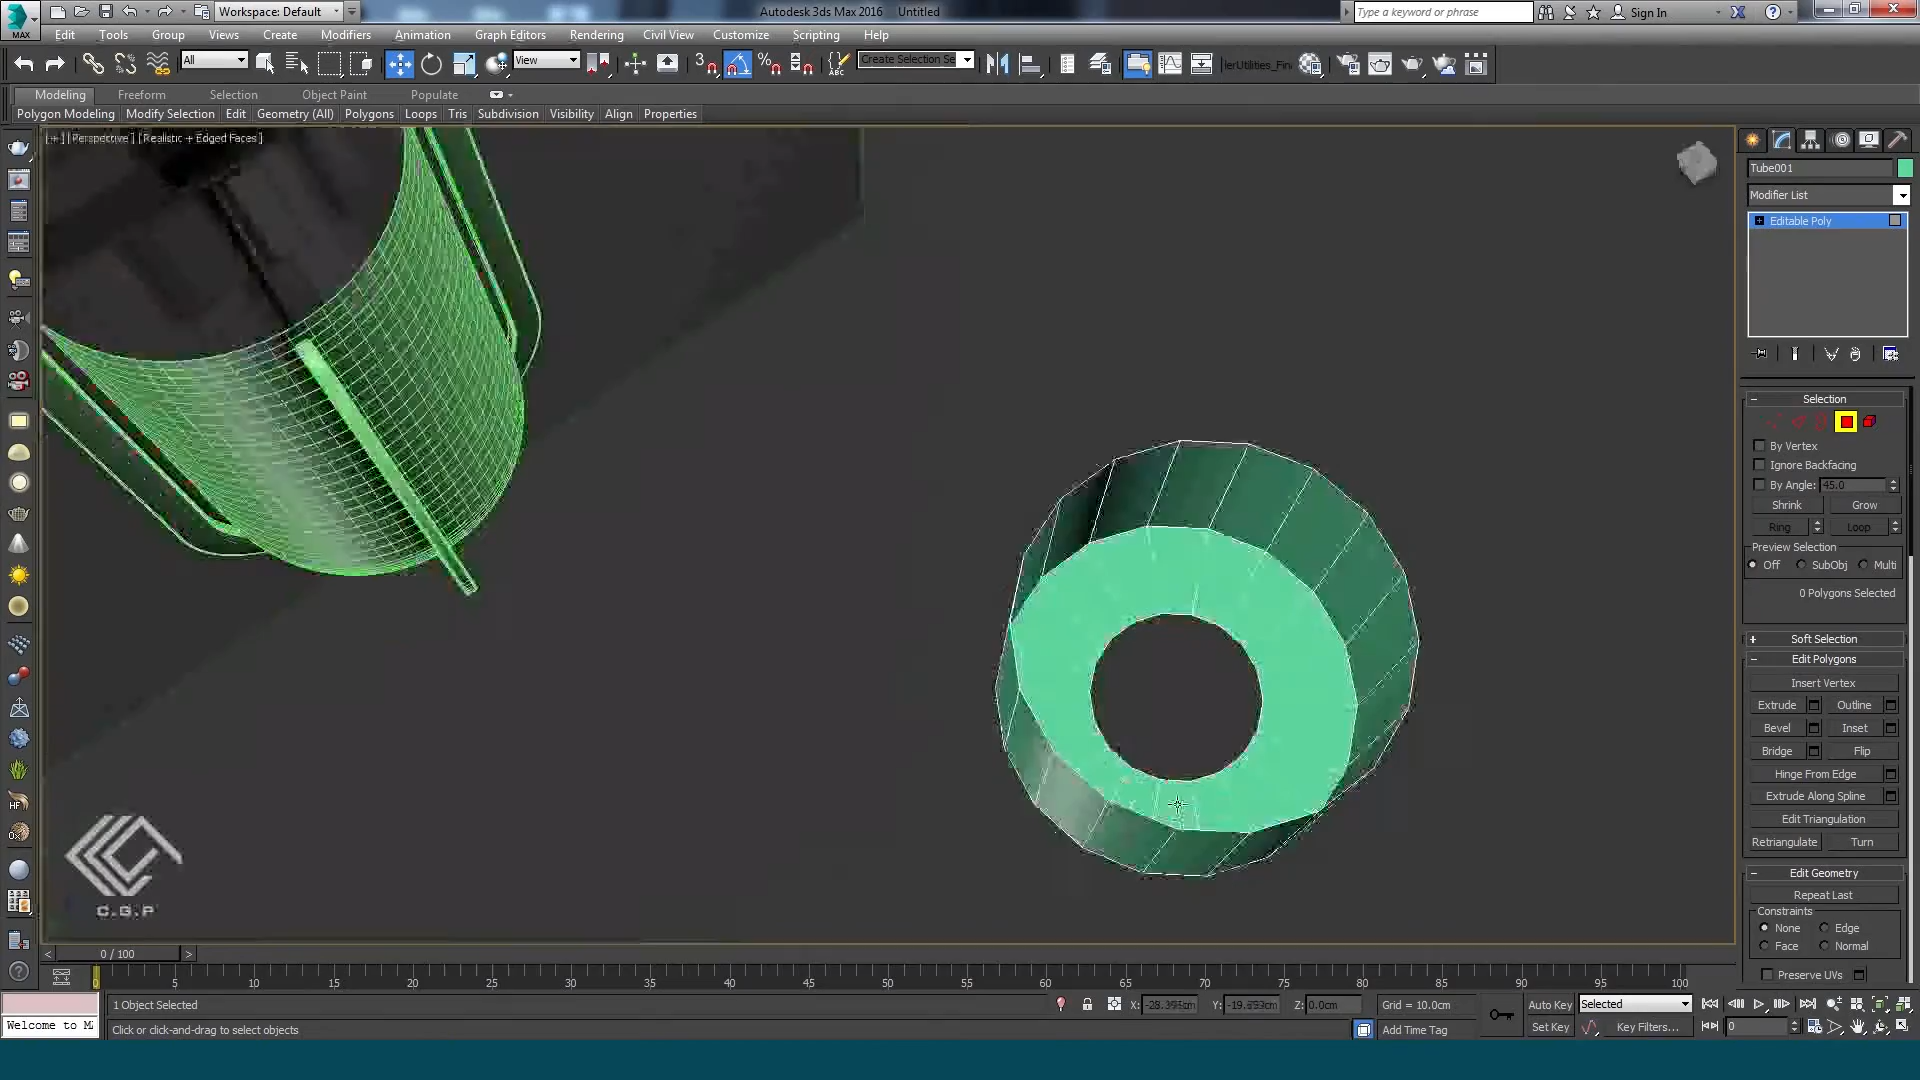 Workspace: Default
Autodesk 3ds Max 2016 Untitled
Type a keyword or phrase
Sign In
MAX
Edit Tools Group Views Create Modifiers Animation Graph Editors Rendering Civil View Customize Scripting Help
All
View
3
%
ABC
Create Selection Se
lerUtilities_Fin
Modeling Freeform Selection Object Paint Populate
Polygon Modeling Modify Selection Edit Geometry (All) Polygons Loops Tris Subdivision Visibility Align Properties
[+] [Perspective] [Realistic + Edged Faces]
Tube001
Modifier List
Editable Poly
Selection
By Vertex
Ignore Backfacing
By Angle: 45.0
Shrink Grow
Ring Loop
Preview Selection
Off SubObj Multi
0 Polygons Selected
Soft Selection
Edit Polygons
Insert Vertex
Extrude Outline
Bevel Inset
Bridge Flip
Hinge From Edge
Extrude Along Spline
Edit Triangulation
Retriangulate Turn
Edit Geometry
Repeat Last
Constraints
None Edge
Face Normal
Preserve UVs
HF
C.G.P
< 0 / 100 >
0 5 10 15 20 25 30 35 40 45 50 55 60 65 70 75 80 85 90 95 100
1 Object Selected
X: Y: Z: 0.0cm
Grid = 10.0cm
Auto Key Selected
Welcome to M
Click or click-and-drag to select objects
Add Time Tag
Set Key Key Filters...
0